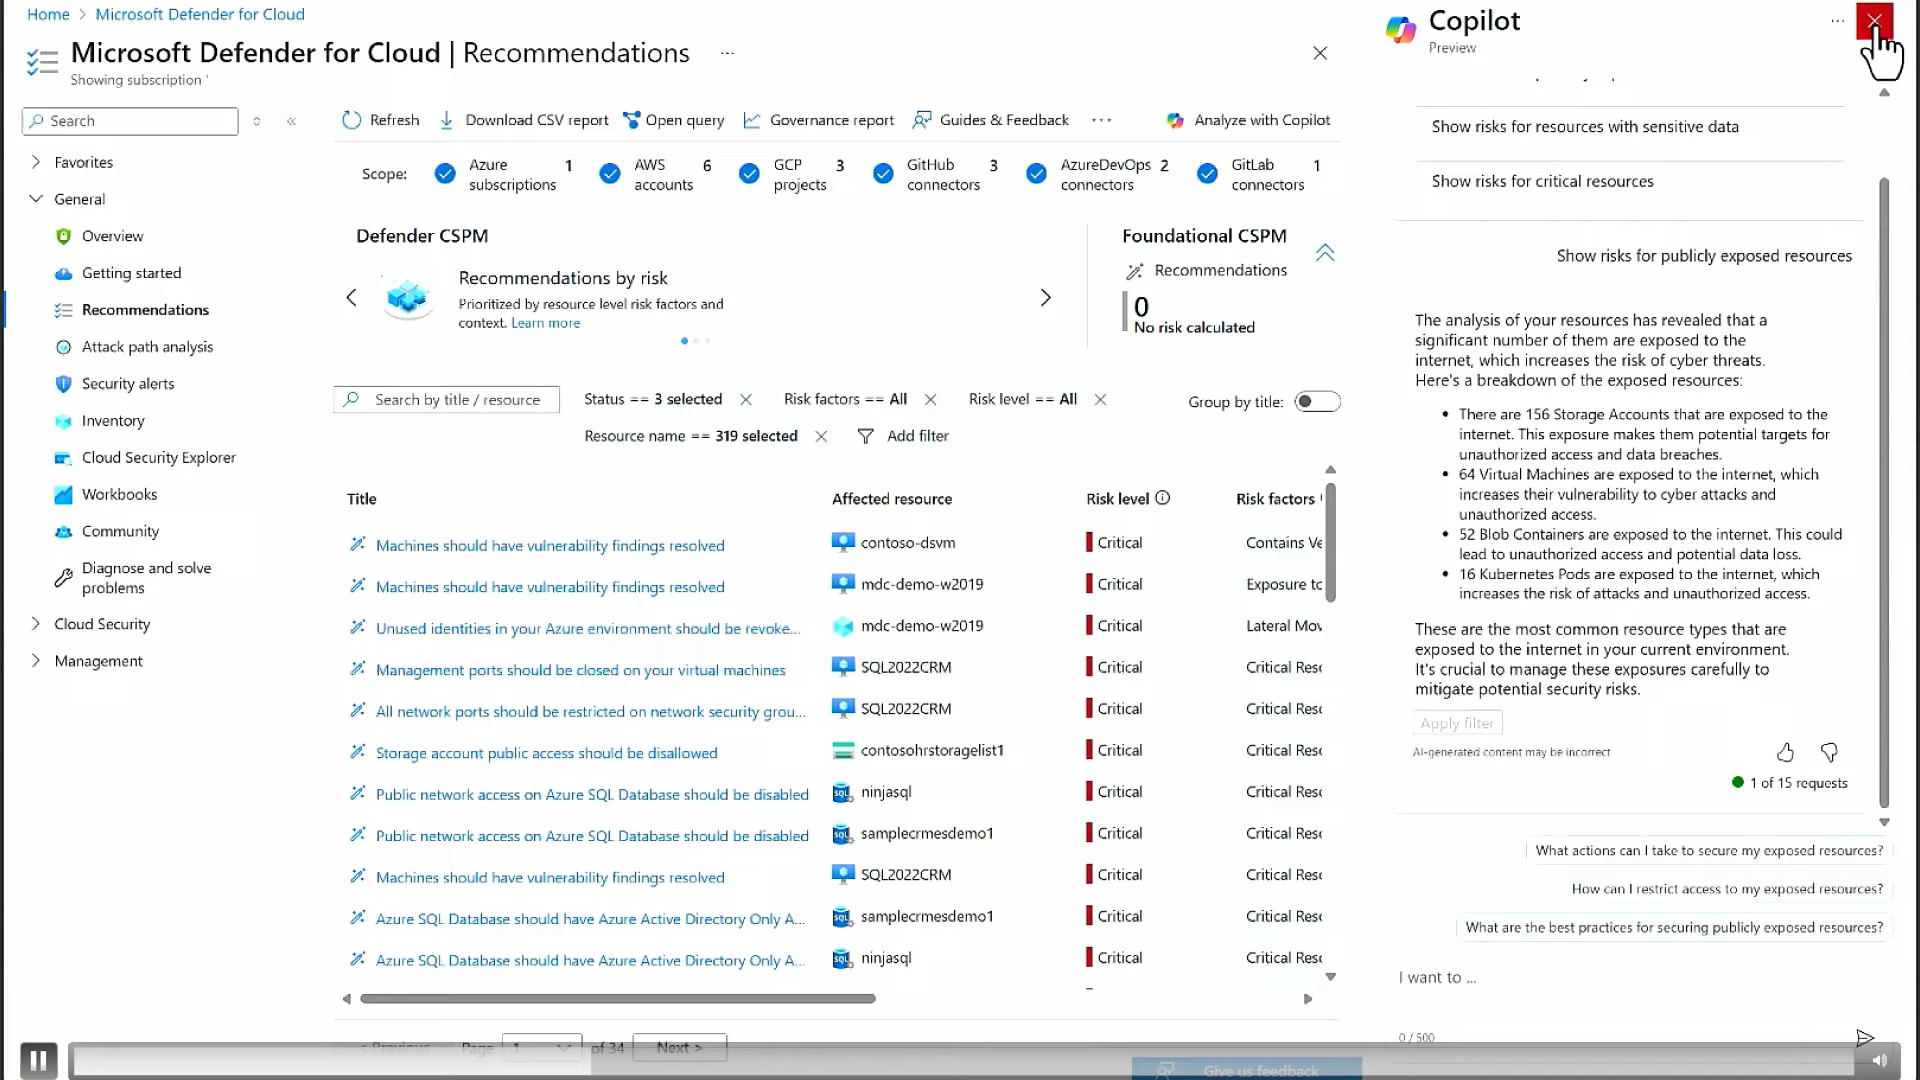 Home > Microsoft Defender for Cloud
Microsoft Defender for Cloud | Recommendations ...
Showing subscription '
Search
Favorites
General
Overview
Getting started
Recommendations
Attack path analysis
Security alerts
Inventory
Cloud Security Explorer
Workbooks
Community
Diagnose and solve
problems
Cloud Security
Management
Refresh Download CSV report Open query Governance report Guides & Feedback ... Analyze with Copilot
Scope:
Azure subscriptions 1
AWS accounts 6
GCP projects 3
GitHub connectors 3
AzureDevOps connectors 2
GitLab connectors 1
Defender CSPM
Recommendations by risk
Prioritized by resource level risk factors and
context. Learn more
Foundational CSPM
Recommendations
0
No risk calculated
Search by title / resource Status == 3 selected Risk factors == All Risk level == All Group by title:
Resource name == 319 selected Add filter
Title Affected resource Risk level Risk factors
Machines should have vulnerability findings resolved contoso-dsvm Critical Contains Ve
Machines should have vulnerability findings resolved mdc-demo-w2019 Critical Exposure to
Unused identities in your Azure environment should be revoke... mdc-demo-w2019 Critical Lateral Mov
Management ports should be closed on your virtual machines SQL2022CRM Critical Critical Reso
All network ports should be restricted on network security grou... SQL2022CRM Critical Critical Reso
Storage account public access should be disallowed contosohrstoragelist1 Critical Critical Reso
Public network access on Azure SQL Database should be disabled ninjasql Critical Critical Reso
Public network access on Azure SQL Database should be disabled samplecrmesdemo1 Critical Critical Reso
Machines should have vulnerability findings resolved SQL2022CRM Critical Critical Reso
Azure SQL Database should have Azure Active Directory Only A... samplecrmesdemo1 Critical Critical Reso
Azure SQL Database should have Azure Active Directory Only A... ninjasql Critical Critical Reso
< Previous Page 1 of 34 Next >
Give us feedback
Copilot
Preview
...
Show risks for resources with sensitive data
Show risks for critical resources
Show risks for publicly exposed resources
The analysis of your resources has revealed that a
significant number of them are exposed to the
internet, which increases the risk of cyber threats.
Here's a breakdown of the exposed resources:
• There are 156 Storage Accounts that are exposed to the
internet. This exposure makes them potential targets for
unauthorized access and data breaches.
• 64 Virtual Machines are exposed to the internet, which
increases their vulnerability to cyber attacks and
unauthorized access.
• 52 Blob Containers are exposed to the internet. This could
lead to unauthorized access and potential data loss.
• 16 Kubernetes Pods are exposed to the internet, which
increases the risk of attacks and unauthorized access.
These are the most common resource types that are
exposed to the internet in your current environment.
It's crucial to manage these exposures carefully to
mitigate potential security risks.
Apply filter
AI-generated content may be incorrect
1 of 15 requests
What actions can I take to secure my exposed resources?
How can I restrict access to my exposed resources?
What are the best practices for securing publicly exposed resources?
I want to ...
0 / 500